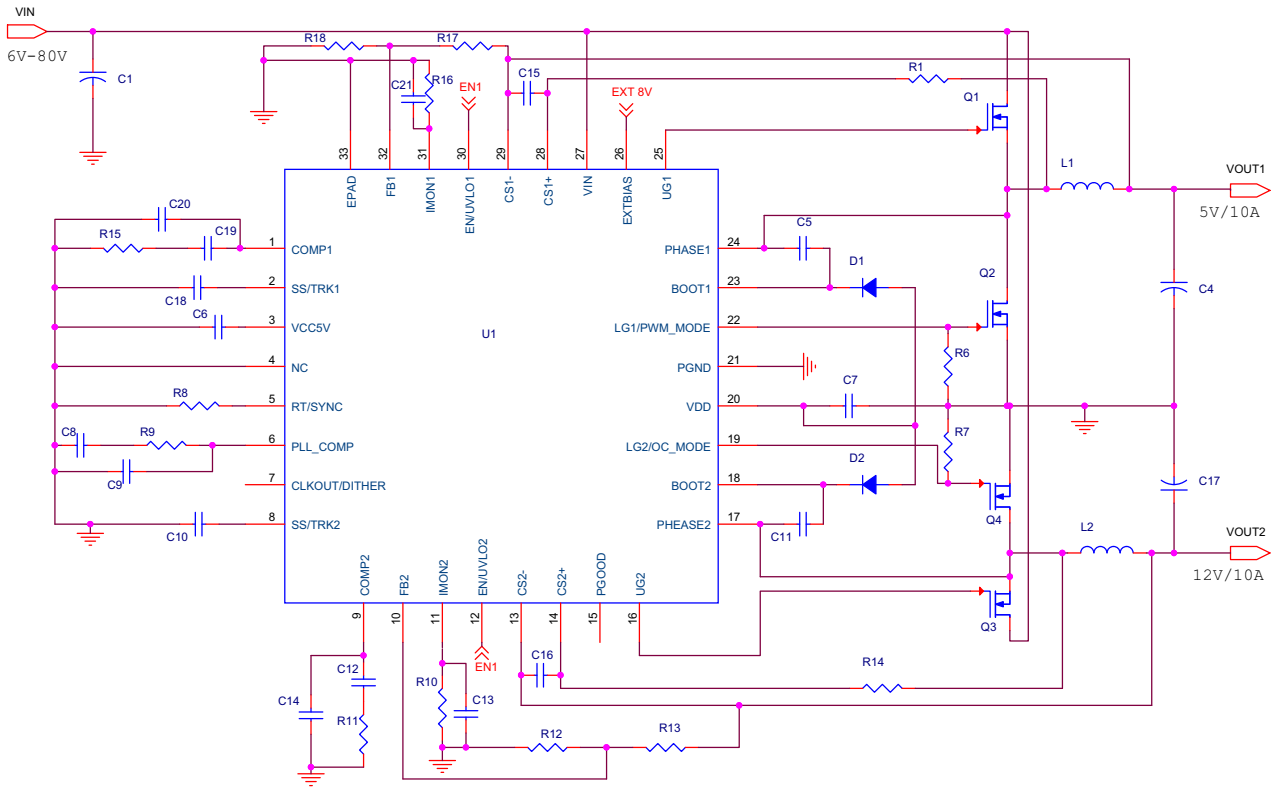 VIN
6V-80V
C1
R18
R17
C21
R16
EN1
C15
EXT 8V
R1
Q1
L1
VOUT1
5V/10A
33
32
31
30
29
28
27
26
25
EPAD
FB1
IMON1
EN/UVLO1
CS1-
CS1+
VIN
EXTBIAS
UG1
C20
R15
C19
1
COMP1
C18
2
SS/TRK1
C6
3
VCC5V
4
NC
R8
5
RT/SYNC
C8
R9
6
PLL_COMP
C9
7
CLKOUT/DITHER
C10
8
SS/TRK2
U1
PHASE1
24
C5
BOOT1
23
D1
LG1/PWM_MODE
22
Q2
R6
PGND
21
VDD
20
C7
LG2/OC_MODE
19
R7
BOOT2
18
D2
PHEASE2
17
C11
Q4
C4
C17
L2
VOUT2
12V/10A
Q3
COMP2
FB2
IMON2
EN/UVLO2
CS2-
CS2+
PGOOD
UG2
9
10
11
12
13
14
15
16
EN1
C16
R14
C12
C14
R11
R10
C13
R12
R13